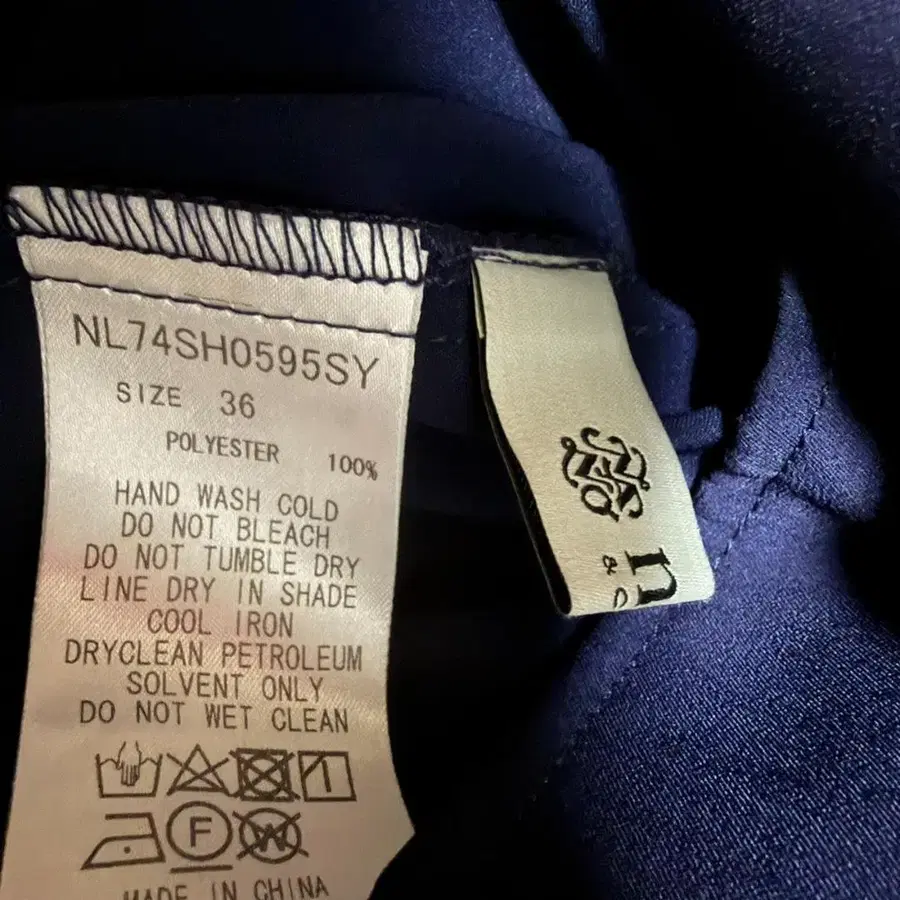 NL74SH0595SY
SIZE 36
POLYESTER 100%
HAND WASH COLD
DO NOT BLEACH
DO NOT TUMBLE DRY
LINE DRY IN SHADE
COOL IRON
DRYCLEAN PETROLEUM
SOLVENT ONLY
DO NOT WET CLEAN
F
W
MADE IN CHINA
n
&